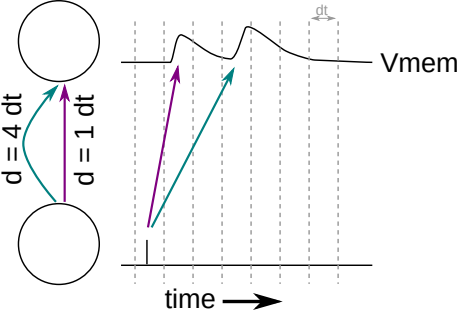 dt
Vmem
d = 4 dt
d = 1 dt
time